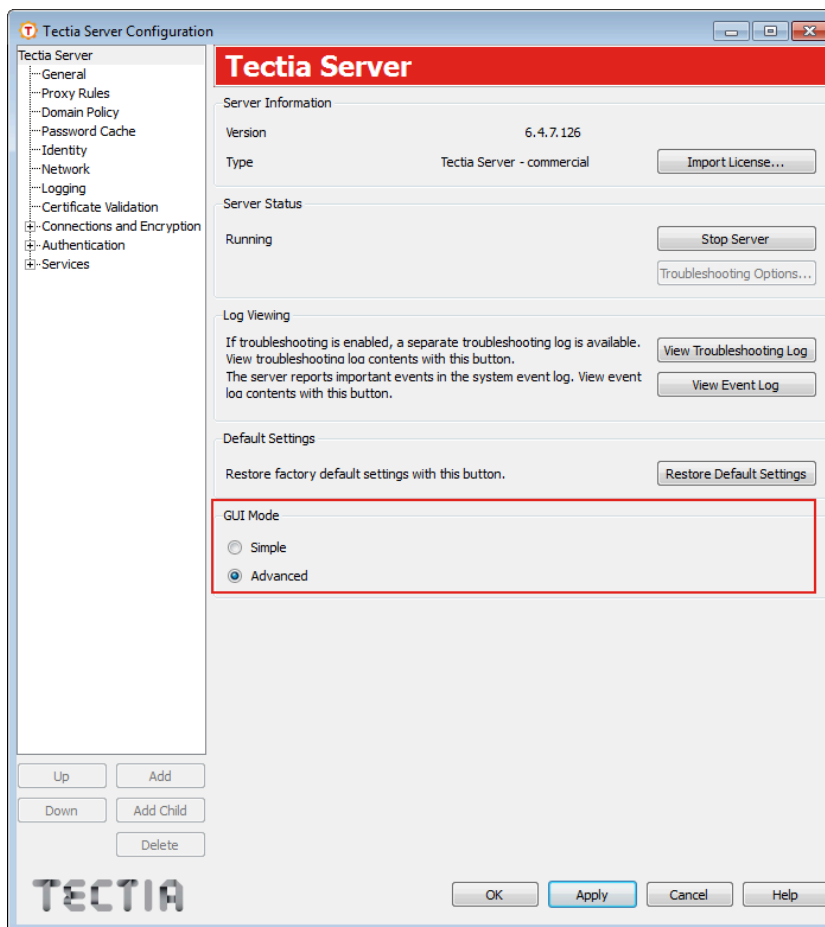 Tectia Server Configuration
Tectia Server
General
Proxy Rules
Domain Policy
Password Cache
Identity
Network
Logging
Certificate Validation
Connections and Encryption
Authentication
Services
Up
Add
Down
Add Child
Delete
TECTIA
Tectia Server
Server Information
Version 6.4.7.126
Type Tectia Server - commercial Import License...
Server Status
Running Stop Server
Troubleshooting Options...
Log Viewing
If troubleshooting is enabled, a separate troubleshooting log is available.
View troubleshooting log contents with this button.
View Troubleshooting Log
The server reports important events in the system event log. View event
log contents with this button.
View Event Log
Default Settings
Restore factory default settings with this button. Restore Default Settings
GUI Mode
Simple
Advanced
OK Apply Cancel Help